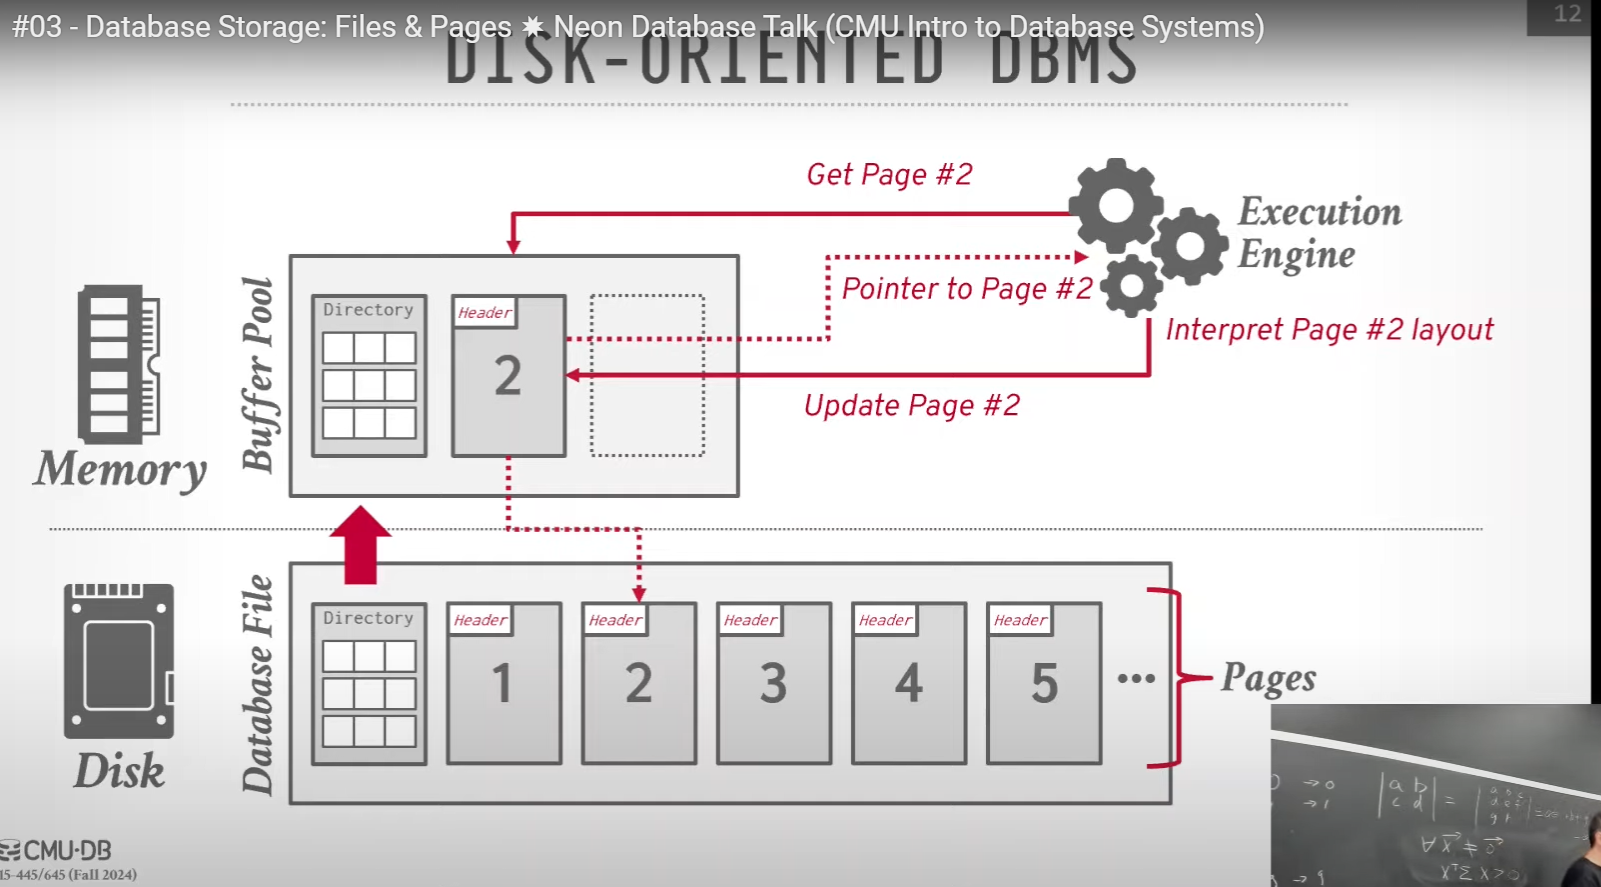 #03 - Database Storage: Files & Pages ✸ Neon Database Talk (CMU Intro to Database Systems)
12
DISK-ORIENTED DBMS
Get Page #2
Execution
Engine
Pointer to Page #2
Interpret Page #2 layout
Update Page #2
Memory
Buffer Pool
Directory
Header
2
Disk
Database File
Directory
Header
1
Header
2
Header
3
Header
4
Header
5
...
Pages
CMU·DB
15-445/645 (Fall 2024)
→0
→1
a b
c d
=